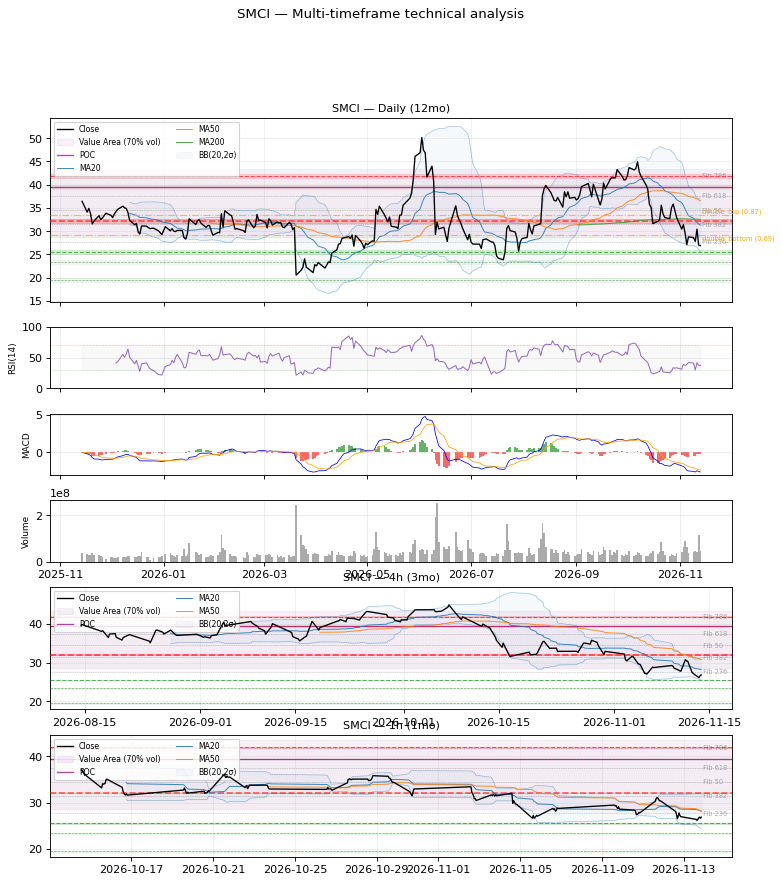 SMCI — Multi-timeframe technical analysis
SMCI — Daily (12mo)
Close
Value Area (70% vol)
POC
MA20
MA50
MA200
BB(20,2σ)
50
45
40
35
30
25
20
15
Fib 786
Fib 618
Fib 50
Fib 382
Fib 236
(0.87)
bottom (0.69)
RSI(14)
100
50
0
MACD
5
0
1e8
Volume
2
0
2025-11
2026-01
2026-03
2026-05
2026-07
2026-09
2026-11
SMCI — 4h (3mo)
Close
Value Area (70% vol)
POC
MA20
MA50
BB(20,2σ)
40
30
20
Fib 786
Fib 618
Fib 50
Fib 382
Fib 236
2026-08-15
2026-09-01
2026-09-15
2026-10-01
2026-10-15
2026-11-01
2026-11-15
SMCI — 1h (1mo)
Close
Value Area (70% vol)
POC
MA20
MA50
BB(20,2σ)
40
30
20
Fib 786
Fib 618
Fib 50
Fib 382
Fib 236
2026-10-17
2026-10-21
2026-10-25
2026-10-29
2026-11-01
2026-11-05
2026-11-09
2026-11-13